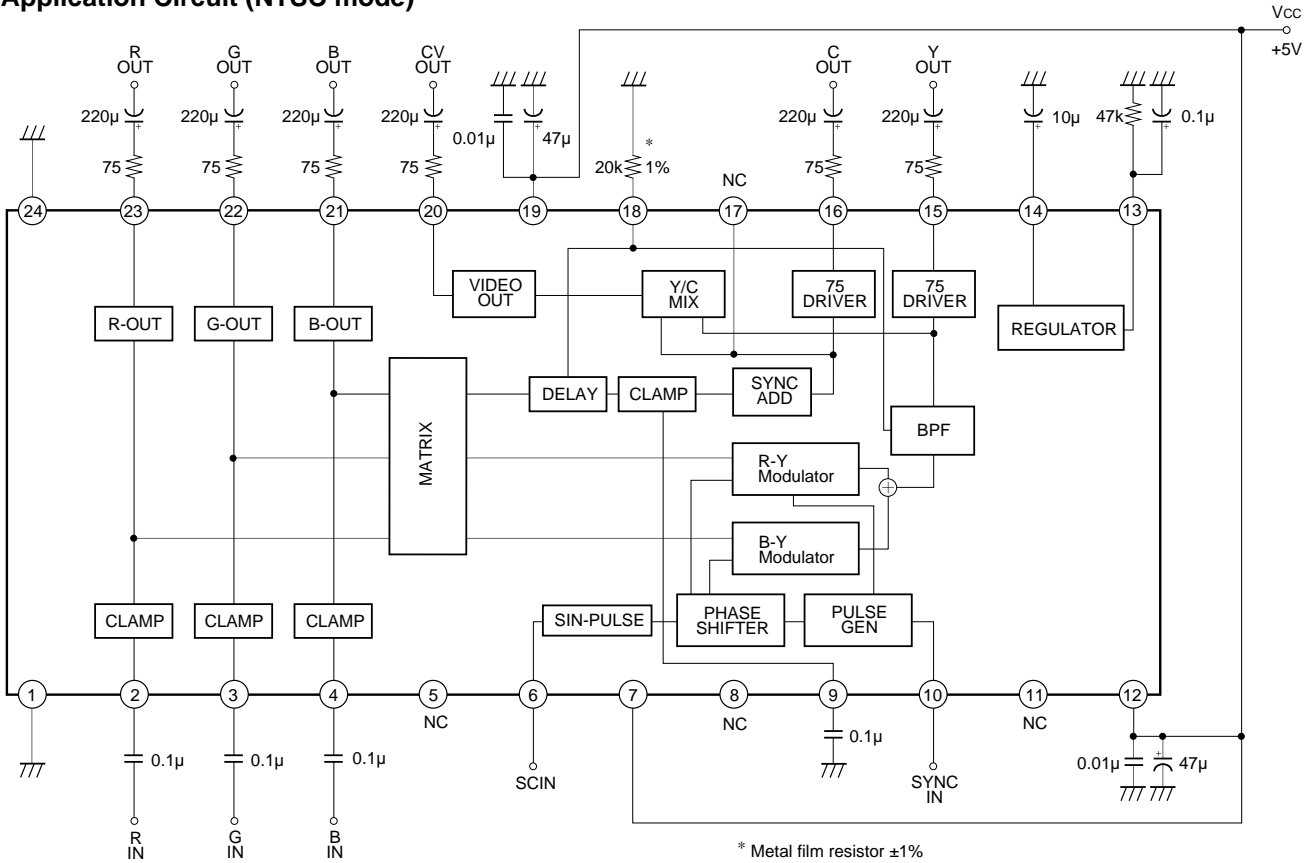 Application Circuit (NTSC mode)
VCC
+5V
R
OUT
G
OUT
B
OUT
CV
OUT
C
OUT
Y
OUT
220µ
+
220µ
+
220µ
+
220µ
+
0.01µ
+
47µ
20k
*
1%
220µ
+
220µ
+
+
10µ
47k
+
0.1µ
75
75
75
75
75
75
NC
24
23
22
21
20
19
18
17
16
15
14
13
VIDEO
OUT
Y/C
MIX
75
DRIVER
75
DRIVER
R-OUT
G-OUT
B-OUT
REGULATOR
MATRIX
DELAY
CLAMP
SYNC
ADD
BPF
R-Y
Modulator
+
B-Y
Modulator
CLAMP
CLAMP
CLAMP
SIN-PULSE
PHASE
SHIFTER
PULSE
GEN
1
2
3
4
5
6
7
8
9
10
11
12
NC
NC
NC
0.1µ
0.1µ
0.1µ
SCIN
0.1µ
SYNC
IN
0.01µ
+
47µ
R
IN
G
IN
B
IN
* Metal film resistor ±1%